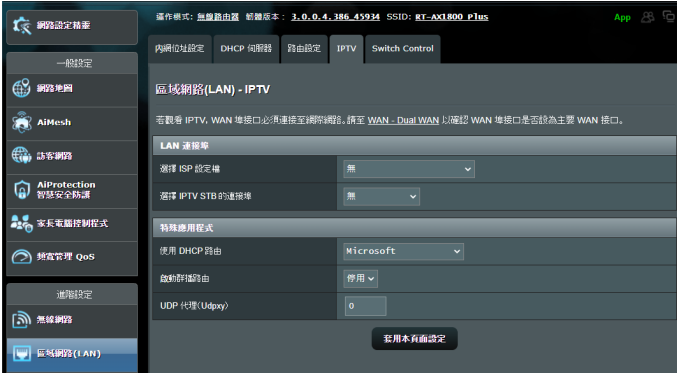 網路設定精靈
運作模式: 無線路由器 韌體版本: 3.0.0.4.386_45934 SSID: RT-AX1800 Plus
App
內網位址設定 DHCP 伺服器 路由設定 IPTV Switch Control
一般設定
網路地圖
AiMesh
訪客網路
AiProtection
智慧安全防護
家長電腦控制程式
頻寬管理 QoS
進階設定
無線網路
區域網路(LAN)
區域網路(LAN) - IPTV
若觀看 IPTV, WAN 埠接口必須連接至網際網路。請至 WAN - Dual WAN 以確認 WAN 埠接口是否設為主要 WAN 接口。
LAN 連接埠
選擇 ISP 設定檔 無
選擇 IPTV STB 的連接埠 無
特殊應用程式
使用 DHCP 路由 Microsoft
啟動群播路由 停用
UDP 代理(Udpxy) 0
套用本頁面設定